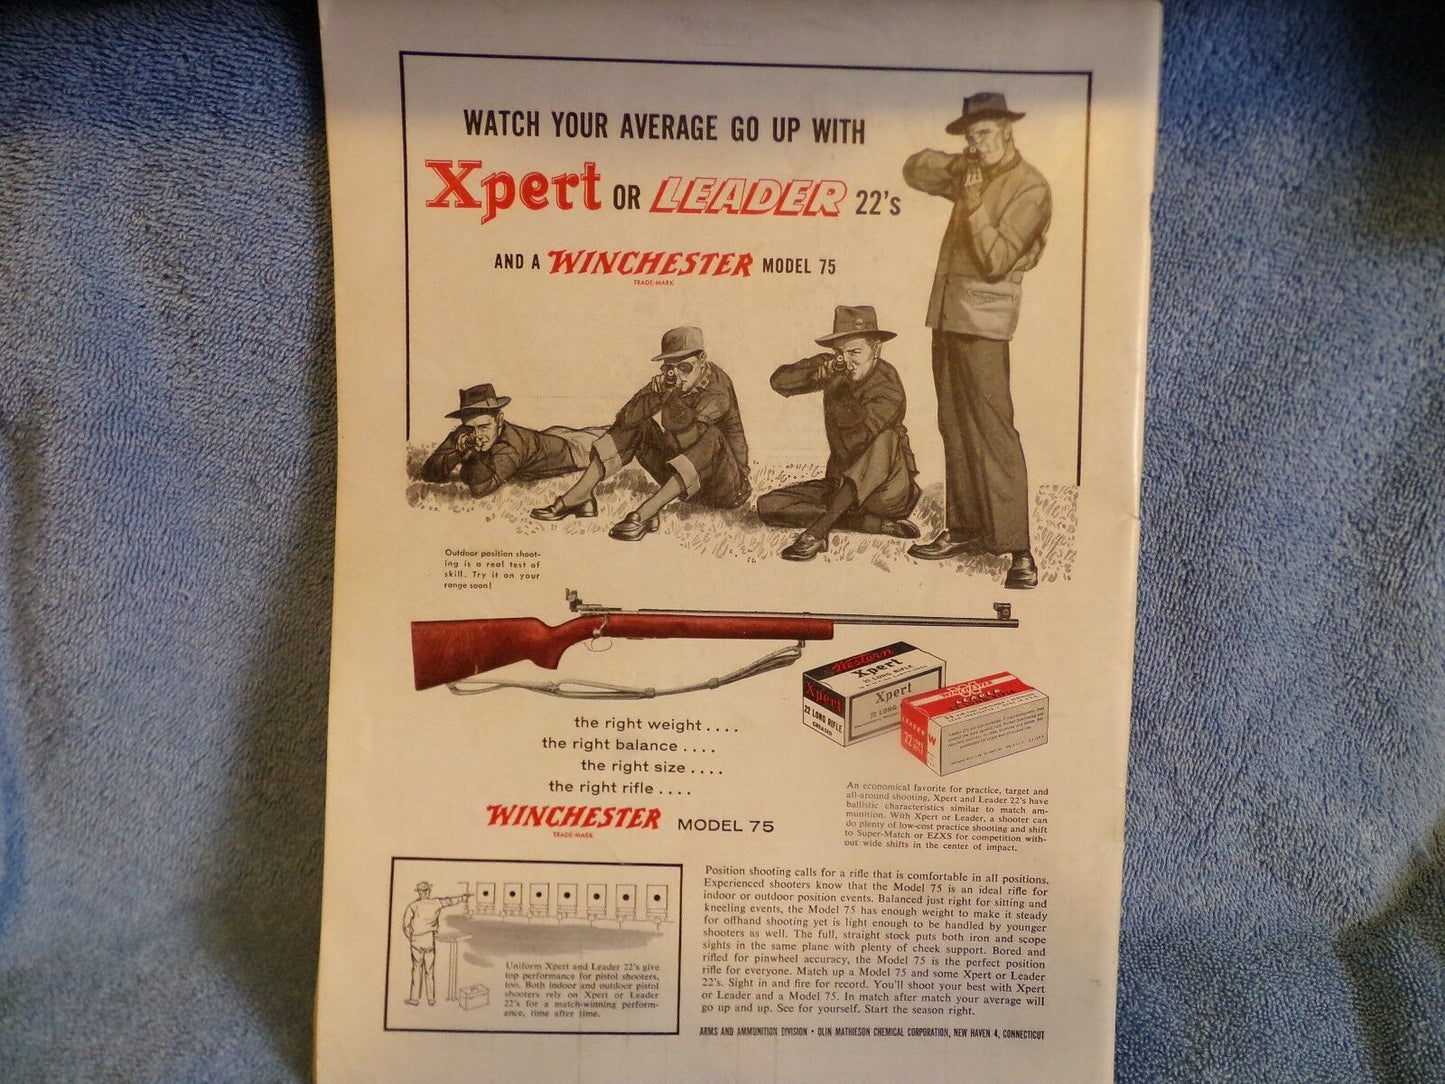 WATCH YOUR AVERAGE GO UP WITH
Xpert OR LEADER 22's
AND A WINCHESTER MODEL 75
TRADE-MARK
Outdoor position shoot-
ing is a real test of
skill. Try it on your
range soon!
Western
Xpert
22 LONG RIFLE
Xpert
22 LONG RIFLE
GREASED
Xpert
22 LONG
LEADER
LEADER
22 LONG RIFLE
the right weight . . . .
the right balance . . . .
the right size . . . .
the right rifle . . . .
WINCHESTER MODEL 75
TRADE-MARK
An economical favorite for practice, target and
all-around shooting, Xpert and Leader 22's have
ballistic characteristics similar to match am-
munition. With Xpert or Leader, a shooter can
do plenty of low-cost practice shooting and shift
to Super-Match or EZXS for competition with-
out wide shifts in the center of impact.
Uniform Xpert and Leader 22's give
top performance for pistol shooters,
too. Both indoor and outdoor pistol
shooters rely on Xpert or Leader
22's for a match-winning perform-
ance, time after time.
Position shooting calls for a rifle that is comfortable in all positions.
Experienced shooters know that the Model 75 is an ideal rifle for
indoor or outdoor position events. Balanced just right for sitting and
kneeling events, the Model 75 has enough weight to make it steady
for offhand shooting yet is light enough to be handled by younger
shooters as well. The full, straight stock puts both iron and scope
sights in the same plane with plenty of cheek support. Bored and
rifled for pinwheel accuracy, the Model 75 is the perfect position
rifle for everyone. Match up a Model 75 and some Xpert or Leader
22's. Sight in and fire for record. You'll shoot your best with Xpert
or Leader and a Model 75. In match after match your average will
go up and up. See for yourself. Start the season right.
ARMS AND AMMUNITION DIVISION • OLIN MATHIESON CHEMICAL CORPORATION, NEW HAVEN 4, CONNECTICUT